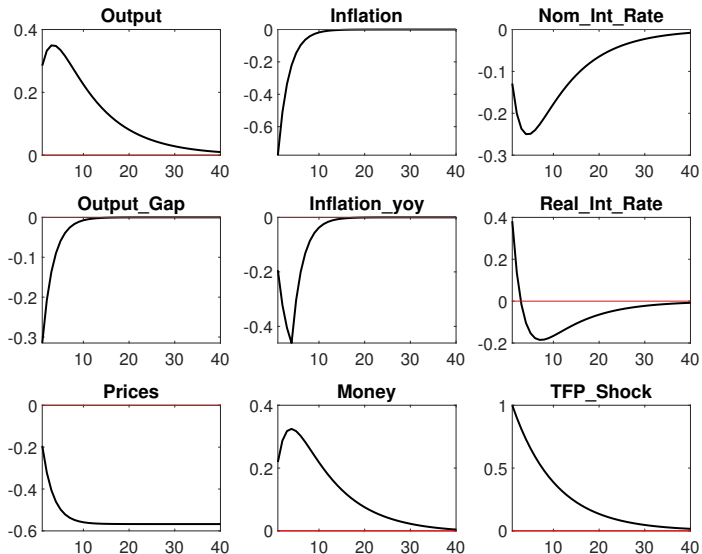 Output
0.4
0.2
0
10 20 30 40
Inflation
0
-0.2
-0.4
-0.6
10 20 30 40
Nom_Int_Rate
0
-0.1
-0.2
-0.3
10 20 30 40
Output_Gap
0
-0.1
-0.2
-0.3
10 20 30 40
Inflation_yoy
0
-0.2
-0.4
10 20 30 40
Real_Int_Rate
0.4
0.2
0
-0.2
10 20 30 40
Prices
0
-0.2
-0.4
-0.6
10 20 30 40
Money
0.4
0.2
0
10 20 30 40
TFP_Shock
1
0.5
0
10 20 30 40